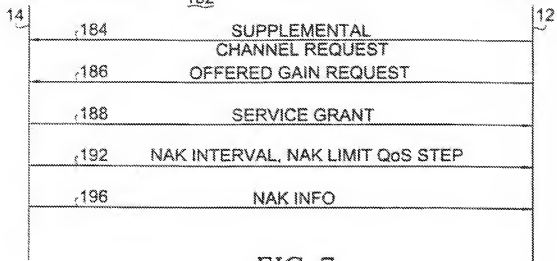 182
14 12
184 SUPPLEMENTAL
CHANNEL REQUEST
186 OFFERED GAIN REQUEST
188 SERVICE GRANT
192 NAK INTERVAL, NAK LIMIT QoS STEP
196 NAK INFO